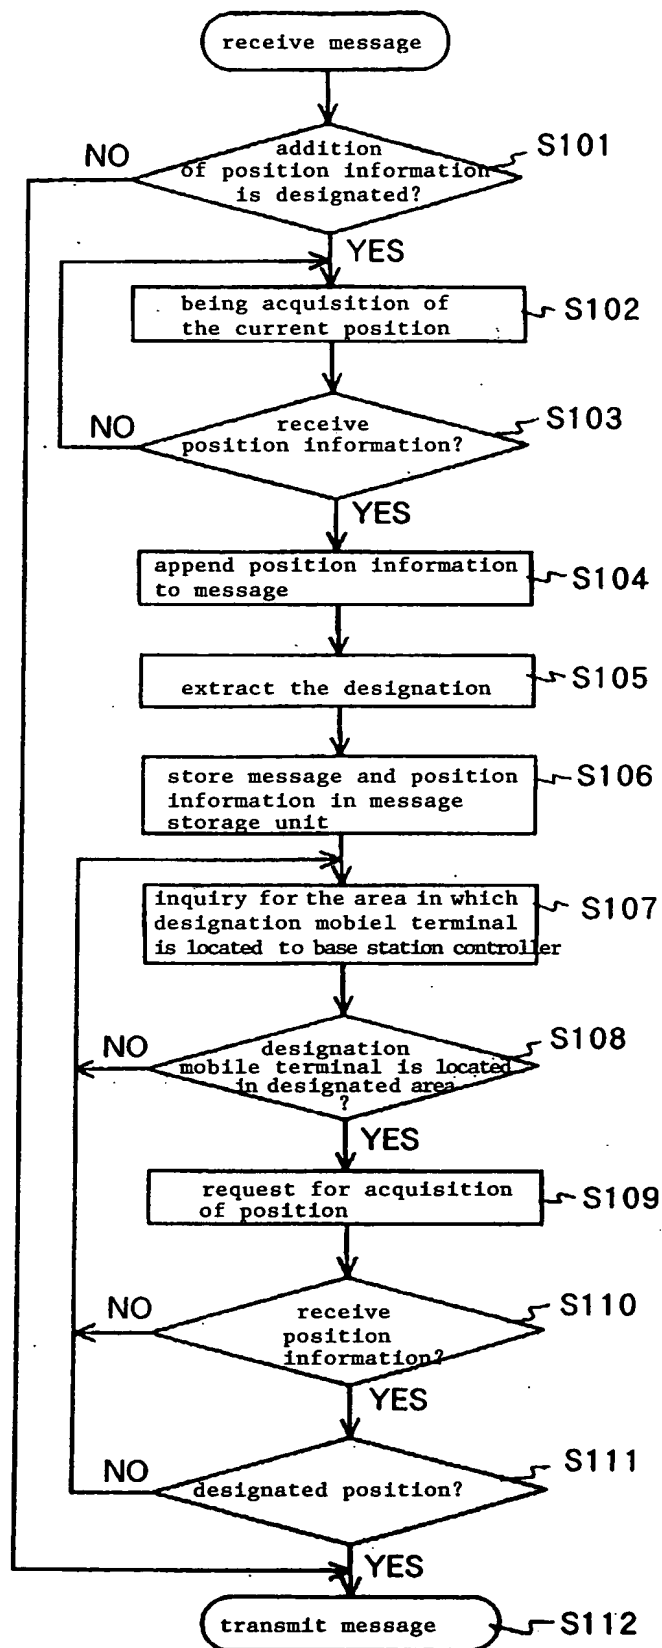 receive message
addition
of position information
is designated?
S101
NO
YES
being acquisition of
the current position
S102
receive
position information?
S103
NO
YES
append position information
to message
S104
extract the designation
S105
store message and position
information in message
storage unit
S106
inquiry for the area in which
designation mobiel terminal
is located to base station controller
S107
designation
mobile terminal is located
in designated area
?
S108
NO
YES
request for acquisition
of position
S109
receive
position
information?
S110
NO
YES
designated position?
S111
NO
YES
transmit message
S112